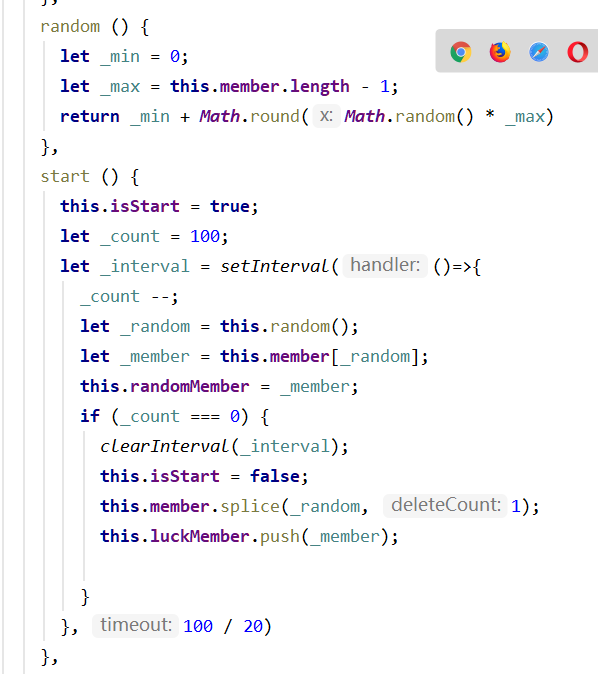 },
random () {
let _min = 0;
let _max = this.member.length - 1;
return _min + Math.round( x: Math.random() * _max)
},
start () {
this.isStart = true;
let _count = 100;
let _interval = setInterval( handler: ()=>{
_count --;
let _random = this.random();
let _member = this.member[_random];
this.randomMember = _member;
if (_count === 0) {
clearInterval(_interval);
this.isStart = false;
this.member.splice(_random, deleteCount: 1);
this.luckMember.push(_member);
}
}, timeout: 100 / 20)
},